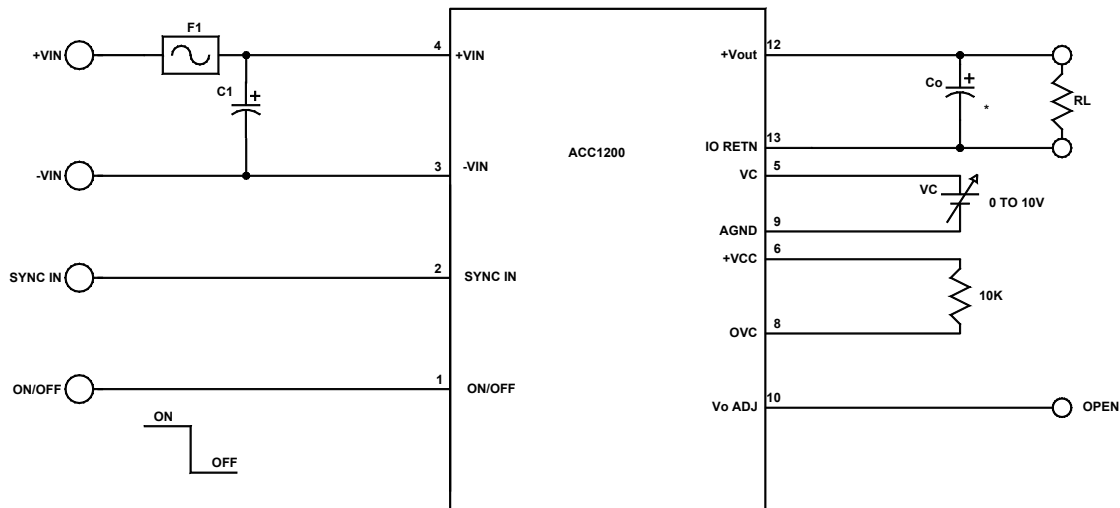 F1
+VIN
4
+VIN
C1
+
-VIN
3
-VIN
SYNC IN
2
SYNC IN
ON/OFF
1
ON/OFF
ON
OFF
ACC1200
+Vout
12
Co
+
*
RL
IO RETN
13
VC
5
VC
0 TO 10V
AGND
9
+VCC
6
10K
OVC
8
Vo ADJ
10
OPEN